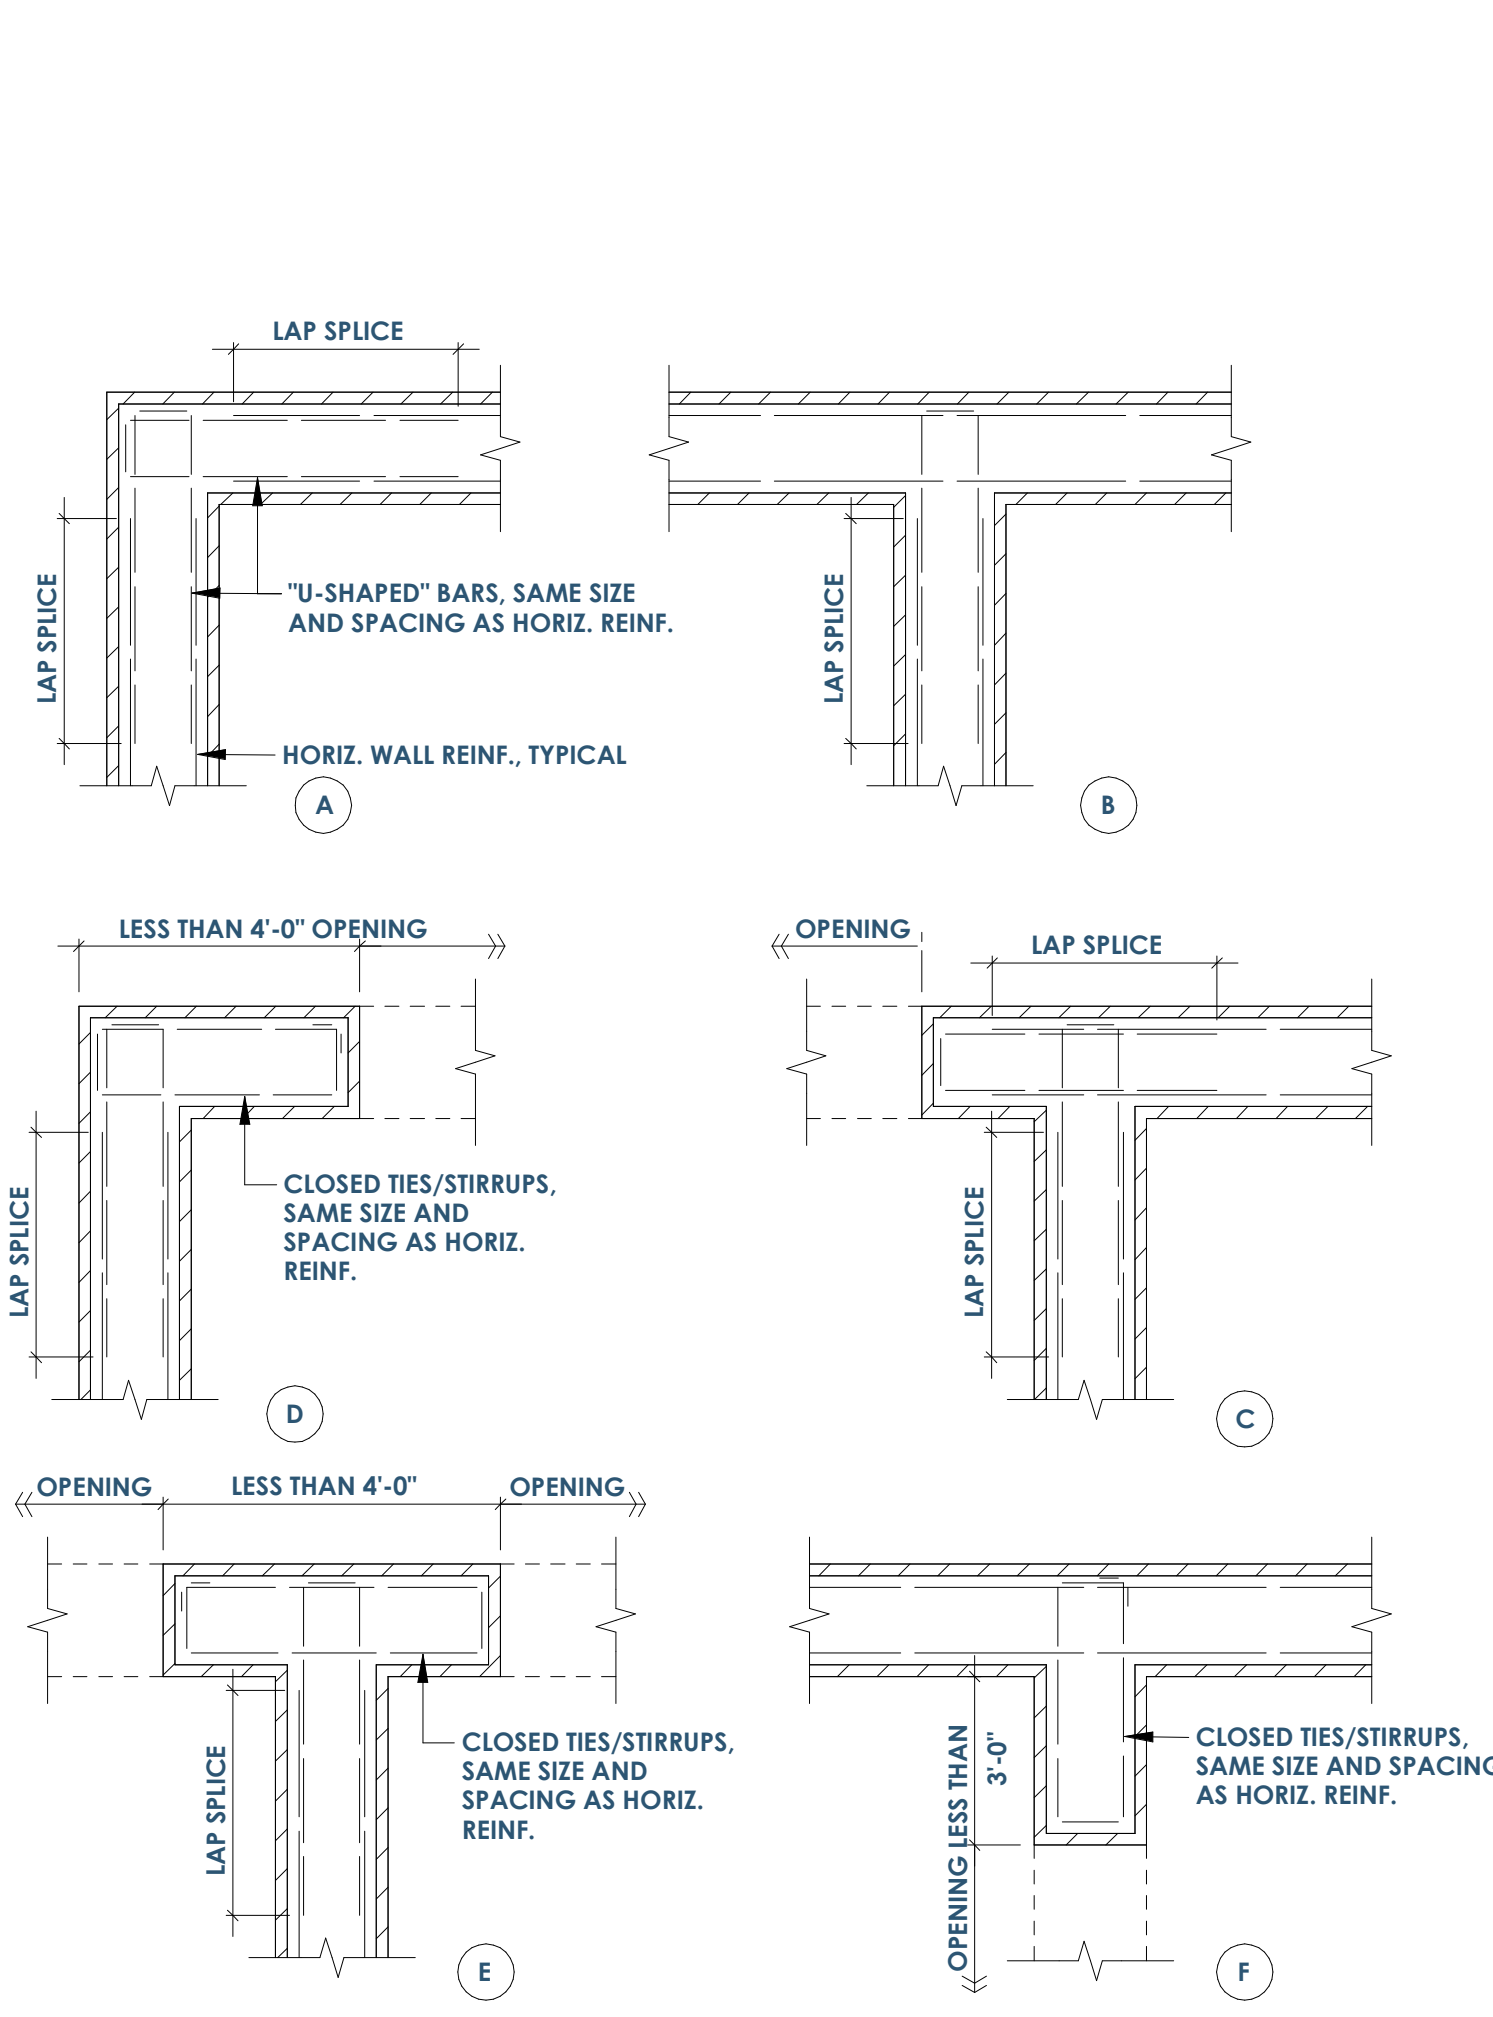 LAP SPLICE
LAP SPLICE
"U-SHAPED" BARS, SAME SIZE
AND SPACING AS HORIZ. REINF.
HORIZ. WALL REINF., TYPICAL
A
LAP SPLICE
B
LESS THAN 4'-0" OPENING
LAP SPLICE
CLOSED TIES/STIRRUPS,
SAME SIZE AND
SPACING AS HORIZ.
REINF.
D
OPENING
LAP SPLICE
LAP SPLICE
C
OPENING
LESS THAN 4'-0"
OPENING
LAP SPLICE
CLOSED TIES/STIRRUPS,
SAME SIZE AND
SPACING AS HORIZ.
REINF.
E
OPENING LESS THAN
3'-0"
CLOSED TIES/STIRRUPS,
SAME SIZE AND SPACING
AS HORIZ. REINF.
F